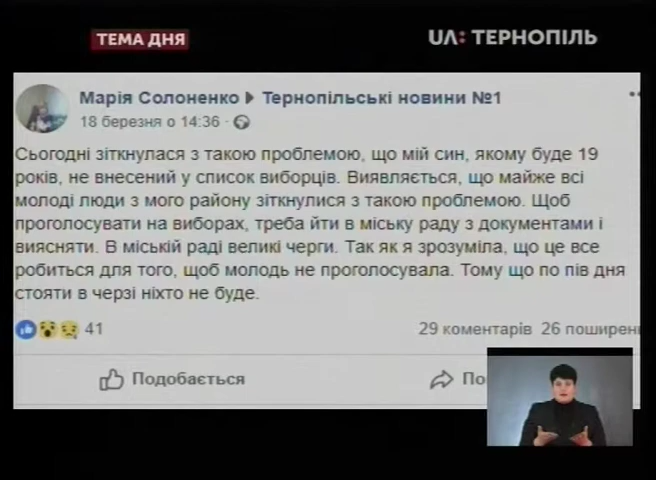 ТЕМА ДНЯ
UA: ТЕРНОПІЛЬ
Марія Солоненко ▸ Тернопільські новини №1
18 березня о 14:36 ·
Сьогодні зіткнулася з такою проблемою, що мій син, якому буде 19
років, не внесений у список виборців. Виявляється, що майже всі
молоді люди з мого району зіткнулися з такою проблемою. Щоб
проголосувати на виборах, треба йти в міську раду з документами і
виясняти. В міській раді великі черги. Так як я зрозуміла, що це все
робиться для того, щоб молодь не проголосувала. Тому що по пів дня
стояти в черзі ніхто не буде.
41
29 коментарів 26 поширен
Подобається